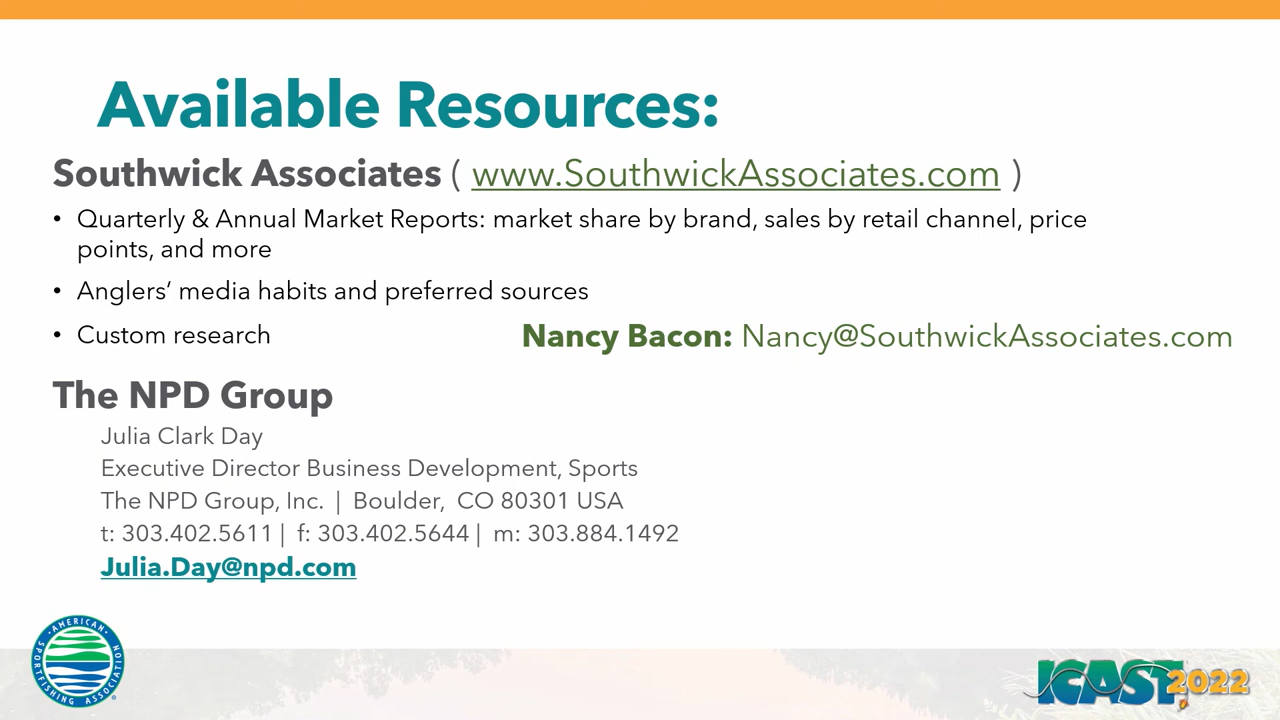 Available Resources:
Southwick Associates ( www.SouthwickAssociates.com )
• Quarterly & Annual Market Reports: market share by brand, sales by retail channel, price
points, and more
• Anglers’ media habits and preferred sources
• Custom research
Nancy Bacon: Nancy@SouthwickAssociates.com
The NPD Group
Julia Clark Day
Executive Director Business Development, Sports
The NPD Group, Inc. | Boulder, CO 80301 USA
t: 303.402.5611 | f: 303.402.5644 | m: 303.884.1492
Julia.Day@npd.com
·AMERICAN·
SPORTFISHING ASSOCIATION
®
ICAST 2022